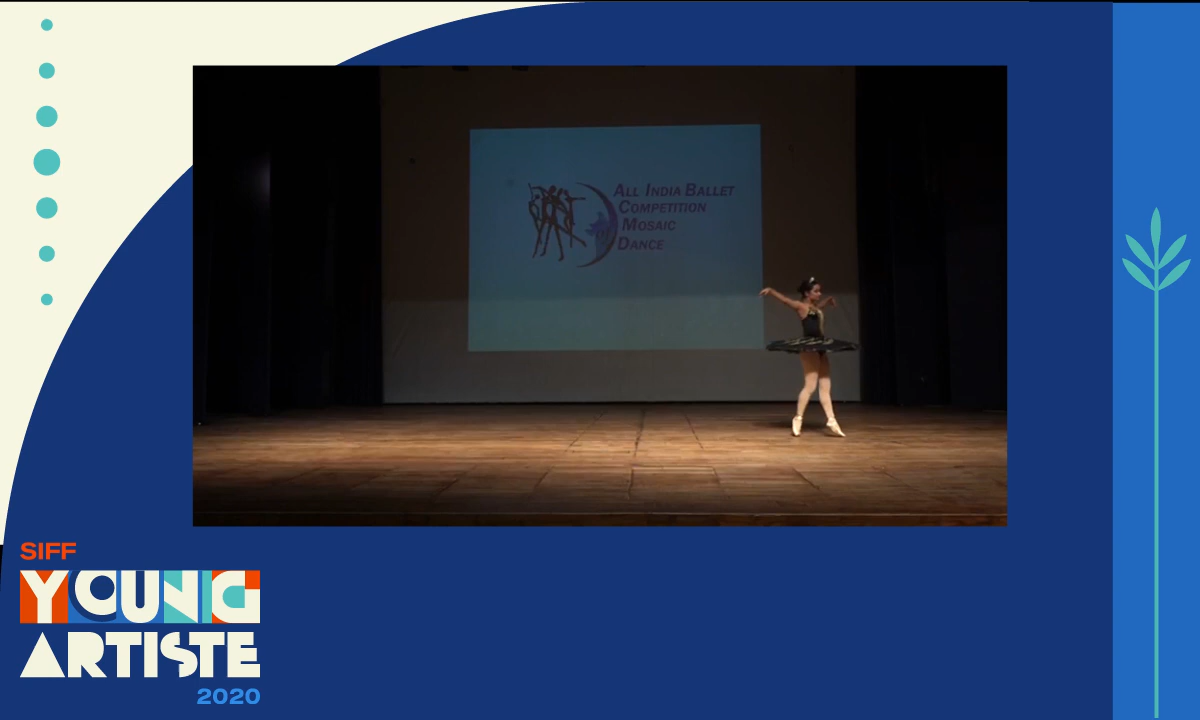 ALL INDIA BALLET
COMPETITION
MOSAIC
DANCE
SIFF
YOUNG
ARTISTE
2020